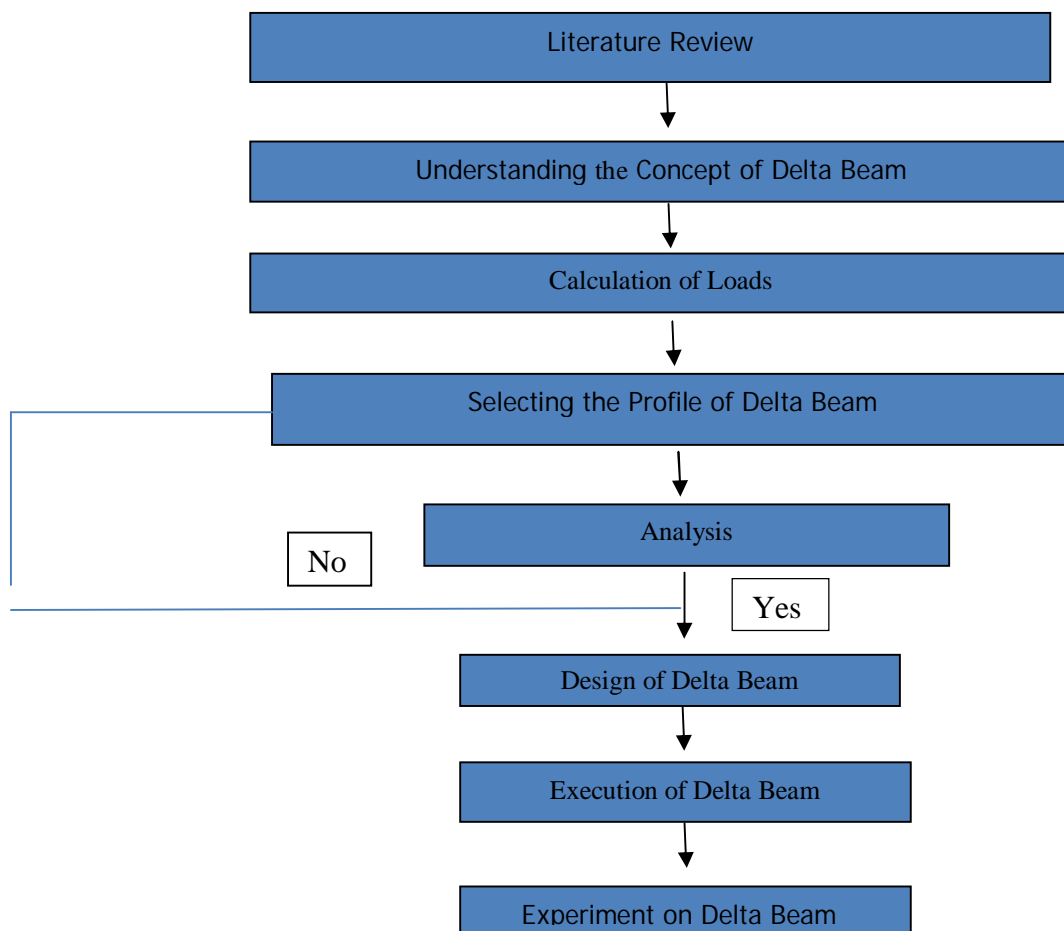 Literature Review
Understanding the Concept of Delta Beam
Calculation of Loads
Selecting the Profile of Delta Beam
Analysis
No
Yes
Design of Delta Beam
Execution of Delta Beam
Experiment on Delta Beam